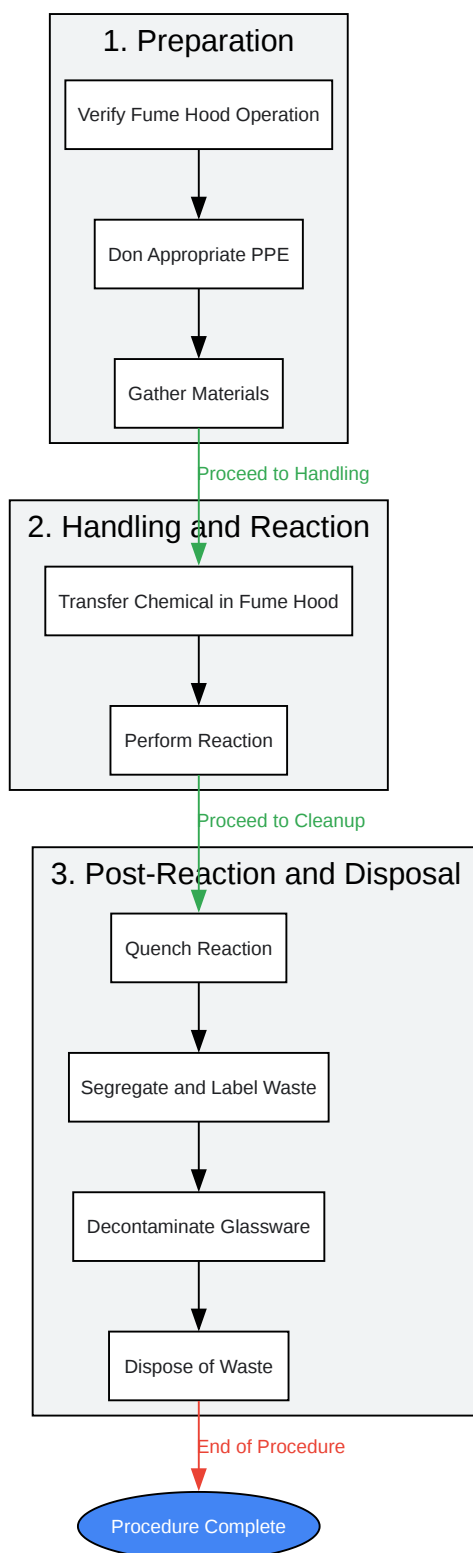 1. Preparation
Verify Fume Hood Operation
Don Appropriate PPE
Gather Materials
Proceed to Handling
2. Handling and Reaction
Transfer Chemical in Fume Hood
Perform Reaction
Proceed to Cleanup
3. Post-Reaction and Disposal
Quench Reaction
Segregate and Label Waste
Decontaminate Glassware
Dispose of Waste
End of Procedure
Procedure Complete